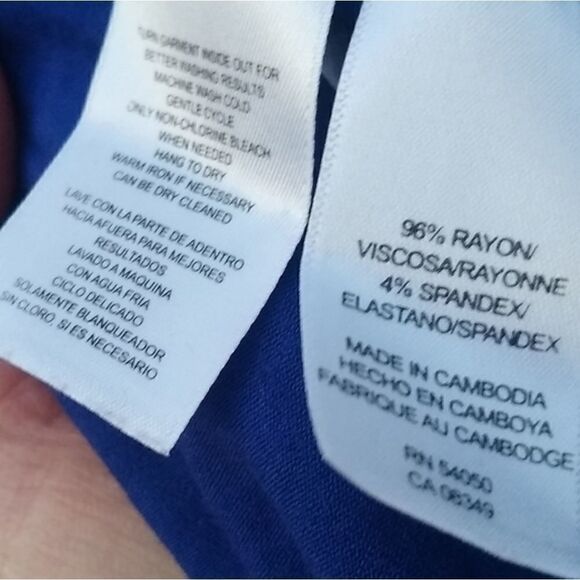 TURN GARMENT INSIDE OUT FOR
BETTER WASHING RESULTS
MACHINE WASH COLD
GENTLE CYCLE
ONLY NON-CHLORINE BLEACH
WHEN NEEDED
HANG TO DRY
WARM IRON IF NECESSARY
CAN BE DRY CLEANED
LAVE CON LA PARTE DE ADENTRO
HACIA AFUERA PARA MEJORES
RESULTADOS
LAVADO A MAQUINA
CON AGUA FRIA
CICLO DELICADO
SOLAMENTE BLANQUEADOR
SIN CLORO, SI ES NECESARIO
96% RAYON/
VISCOSA/RAYONNE
4% SPANDEX/
ELASTANO/SPANDEX
MADE IN CAMBODIA
HECHO EN CAMBOYA
FABRIQUE AU CAMBODGE
RN 54050
CA 08349